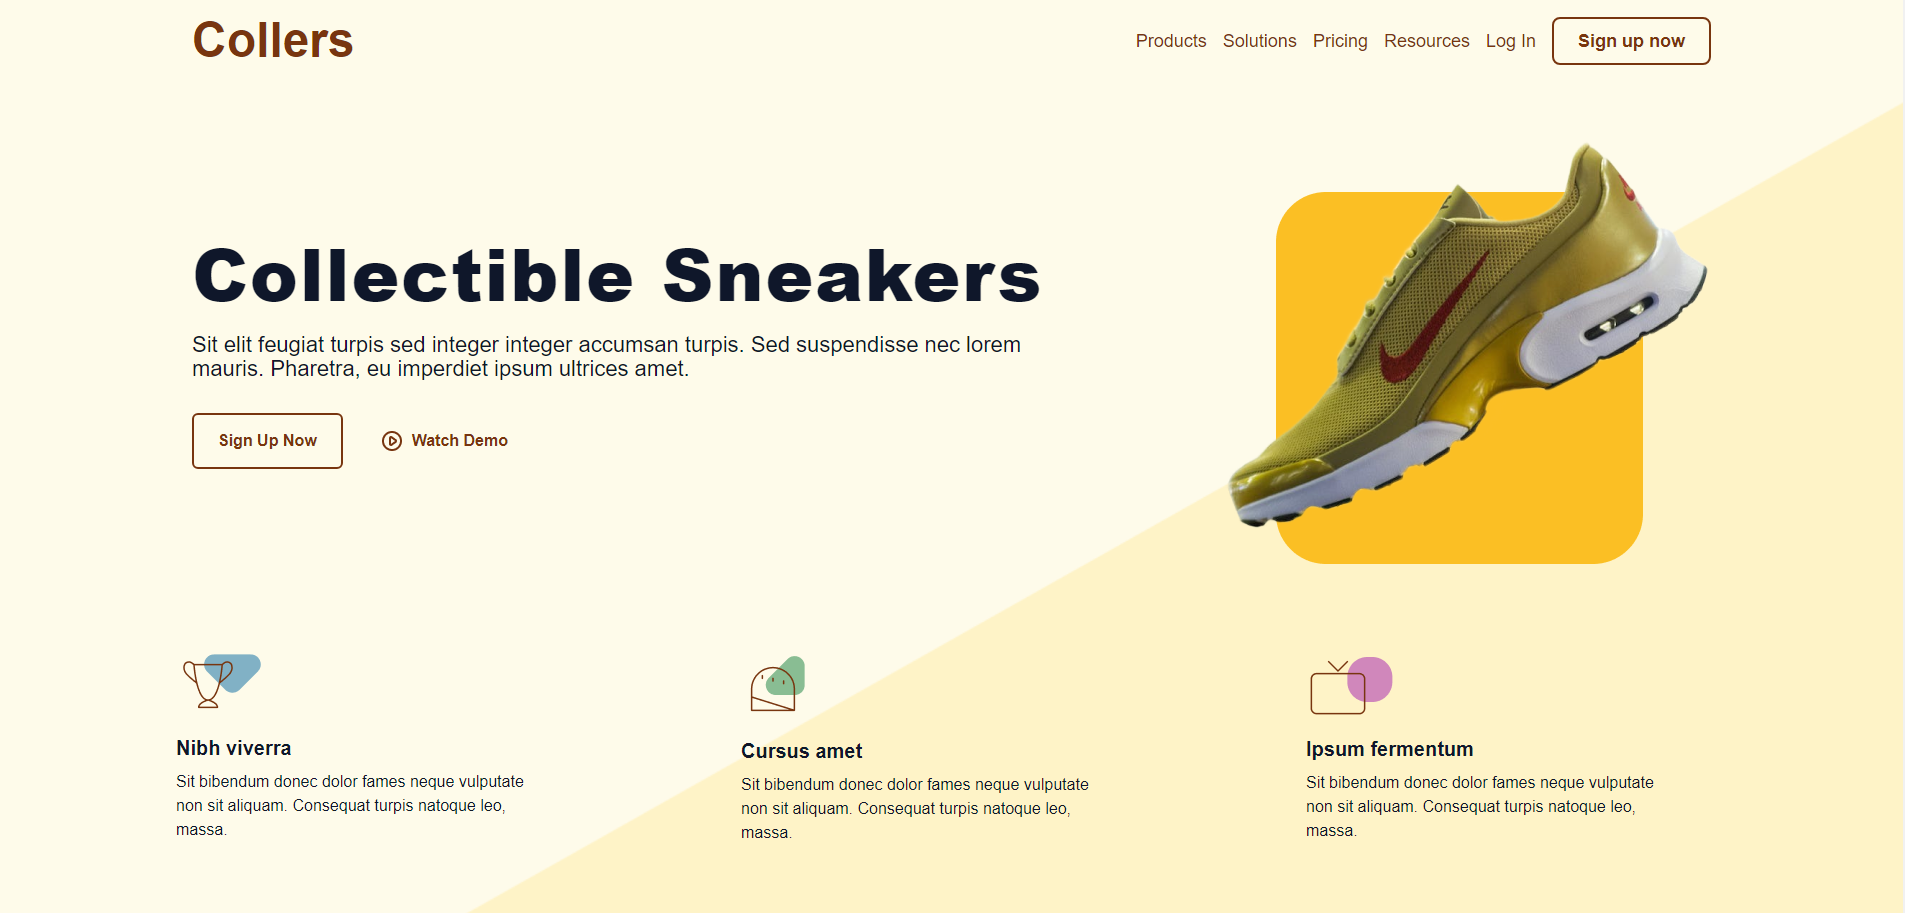 Collers
Products Solutions Pricing Resources Log In Sign up now
Collectible Sneakers
Sit elit feugiat turpis sed integer integer accumsan turpis. Sed suspendisse nec lorem
mauris. Pharetra, eu imperdiet ipsum ultrices amet.
Sign Up Now Watch Demo
Nibh viverra
Sit bibendum donec dolor fames neque vulputate
non sit aliquam. Consequat turpis natoque leo,
massa.
Cursus amet
Sit bibendum donec dolor fames neque vulputate
non sit aliquam. Consequat turpis natoque leo,
massa.
Ipsum fermentum
Sit bibendum donec dolor fames neque vulputate
non sit aliquam. Consequat turpis natoque leo,
massa.